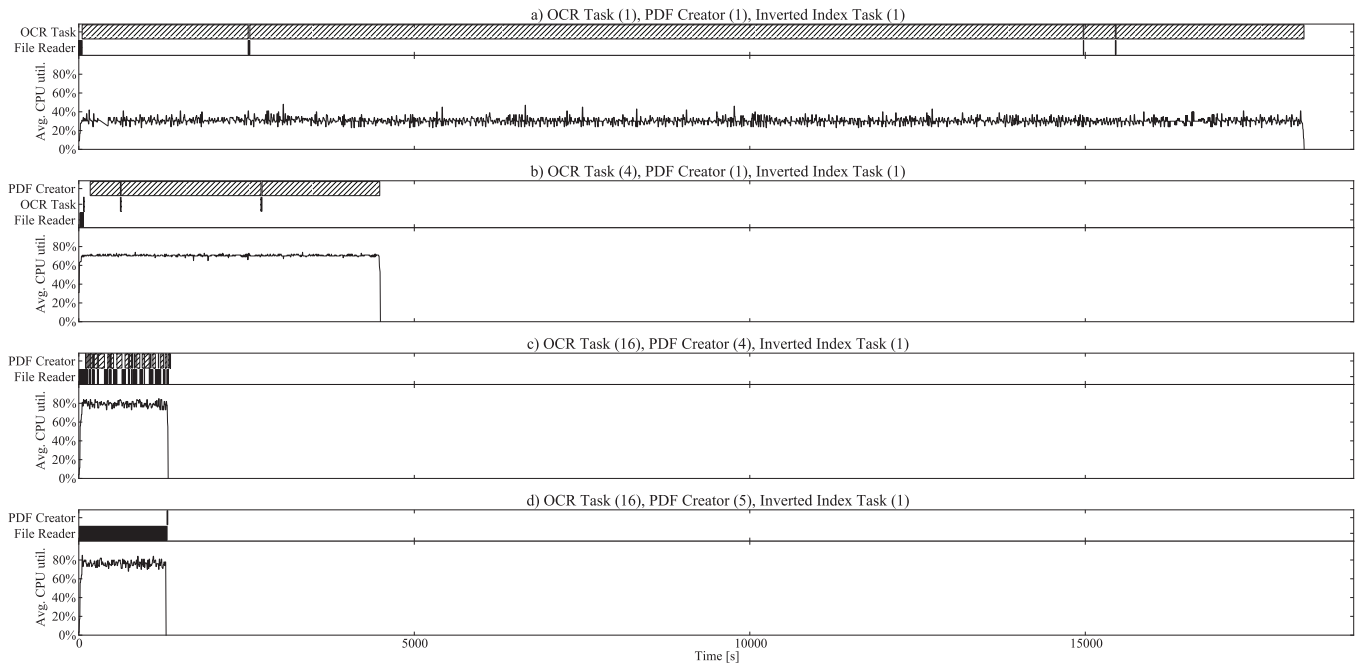 a) OCR Task (1), PDF Creator (1), Inverted Index Task (1)
OCR Task
File Reader
Avg. CPU util.
80%
60%
40%
20%
0%
b) OCR Task (4), PDF Creator (1), Inverted Index Task (1)
PDF Creator
OCR Task
File Reader
Avg. CPU util.
80%
60%
40%
20%
0%
c) OCR Task (16), PDF Creator (4), Inverted Index Task (1)
PDF Creator
File Reader
Avg. CPU util.
80%
60%
40%
20%
0%
d) OCR Task (16), PDF Creator (5), Inverted Index Task (1)
PDF Creator
File Reader
Avg. CPU util.
80%
60%
40%
20%
0%
0 5000 10000 15000
Time [s]